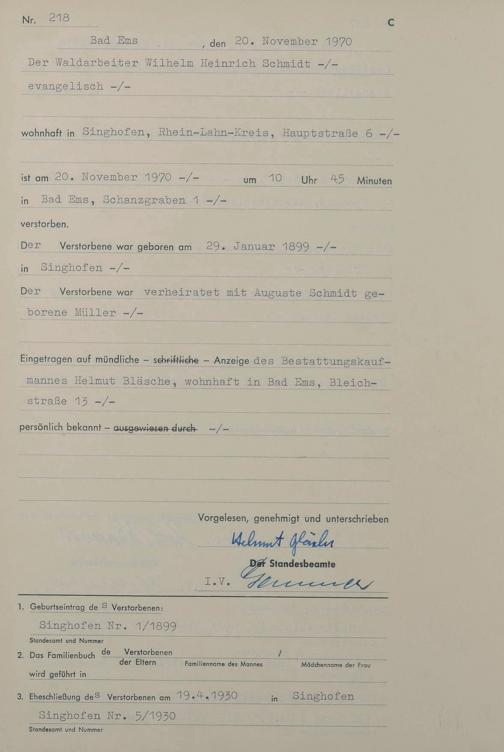 Nr. 218
C
Bad Ems, den 20. November 1970
Der Waldarbeiter Wilhelm Heinrich Schmidt -/-
evangelisch -/-
wohnhaft in Singhofen, Rhein-Lahn-Kreis, Hauptstraße 6 -/-
ist am 20. November 1970 -/- um 10 Uhr 45 Minuten
in Bad Ems, Schanzgraben 1 -/-
verstorben.
Der Verstorbene war geboren am 29. Januar 1899 -/-
in Singhofen -/-
Der Verstorbene war verheiratet mit Auguste Schmidt ge-
borene Müller -/-
Eingetragen auf mündliche – schriftliche – Anzeige des Bestattungskauf-
mannes Helmut Bläsche, wohnhaft in Bad Ems, Bleich-
straße 13 -/-
persönlich bekannt – ausgewiesen durch -/-
Vorgelesen, genehmigt und unterschrieben
Helmut
Der Standesbeamte
I.V.
1. Geburtseintrag des Verstorbenen:
Singhofen Nr. 1/1899
Standesamt und Nummer
2. Das Familienbuch de Verstorbenen /
der Eltern Familienname des Mannes Mädchenname der Frau
wird geführt in
3. Eheschließung des Verstorbenen am 19.4.1930 in Singhofen
Singhofen Nr. 5/1930
Standesamt und Nummer